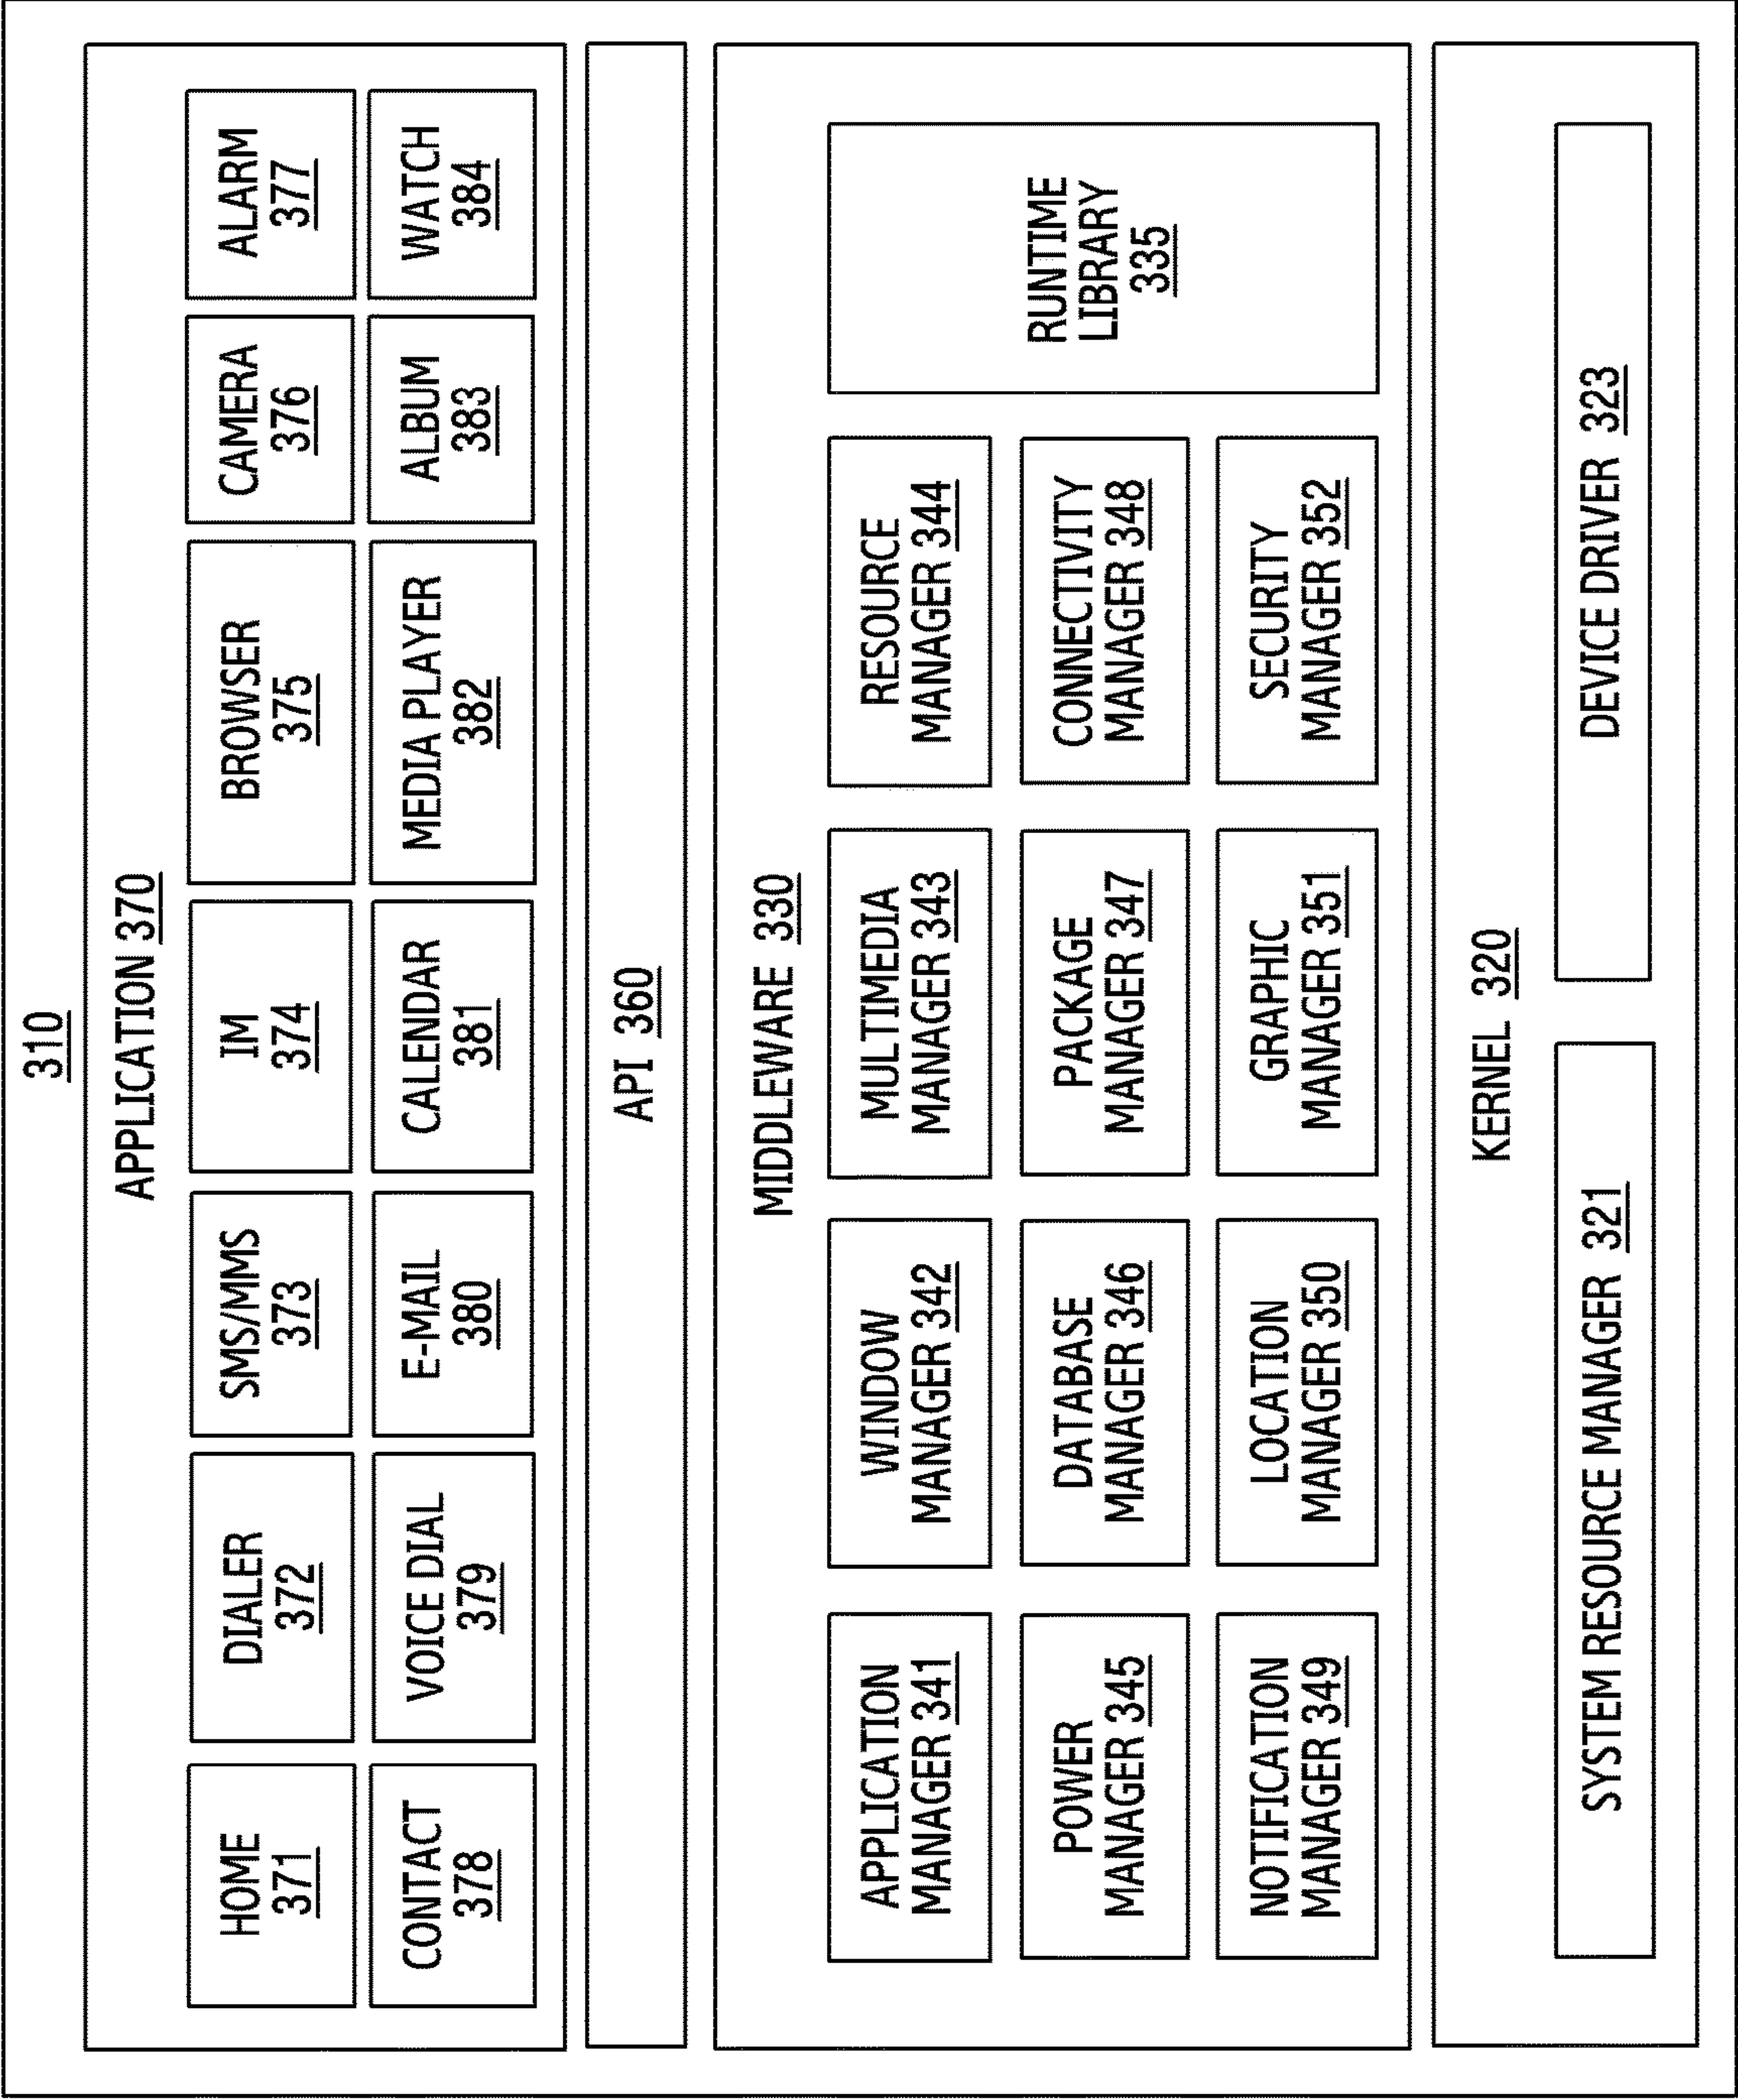 310
APPLICATION 370
HOME
371
DIALER
372
SMS/MMS
373
IM
374
BROWSER
375
CAMERA
376
ALARM
377
CONTACT
378
VOICE DIAL
379
E-MAIL
380
CALENDAR
381
MEDIA PLAYER
382
ALBUM
383
WATCH
384
API 360
MIDDLEWARE 330
APPLICATION
MANAGER 341
WINDOW
MANAGER 342
MULTIMEDIA
MANAGER 343
RESOURCE
MANAGER 344
POWER
MANAGER 345
DATABASE
MANAGER 346
PACKAGE
MANAGER 347
CONNECTIVITY
MANAGER 348
NOTIFICATION
MANAGER 349
LOCATION
MANAGER 350
GRAPHIC
MANAGER 351
SECURITY
MANAGER 352
RUNTIME
LIBRARY
335
KERNEL 320
SYSTEM RESOURCE MANAGER 321
DEVICE DRIVER 323